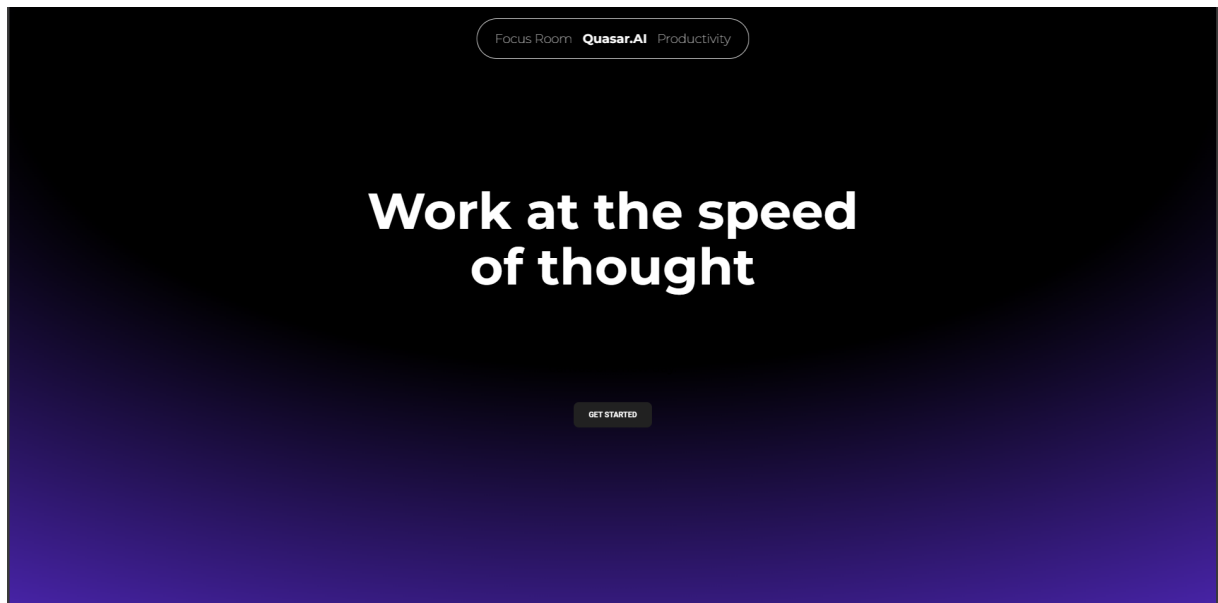 Focus Room Quasar.AI Productivity
Work at the speed
of thought
GET STARTED